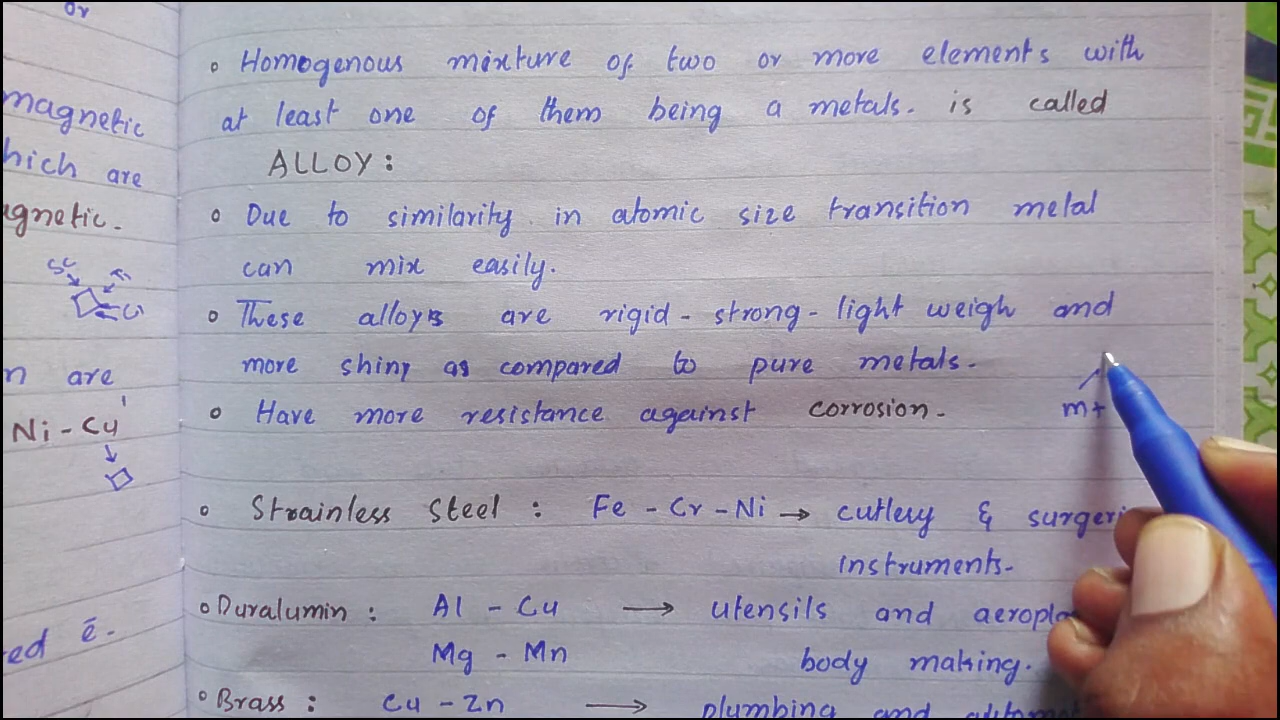 or
magnetic
hich are
gnetic.
n are
Ni - Cu
ed ē.
Homogenous mixture of two or more elements with
at least one of them being a metals. is called
ALLOY:
Due to similarity in atomic size transition metal
can mix easily.
These alloys are rigid - strong - light weigh and
more shiny as compared to pure metals.
m+
Have more resistance against corrosion.
Strainless Steel : Fe - Cr - Ni → cutlery & surgeri
instruments.
Duralumin : Al - Cu → utensils and aeropla
Mg - Mn body making.
Brass : Cu - Zn → plumbing and automat